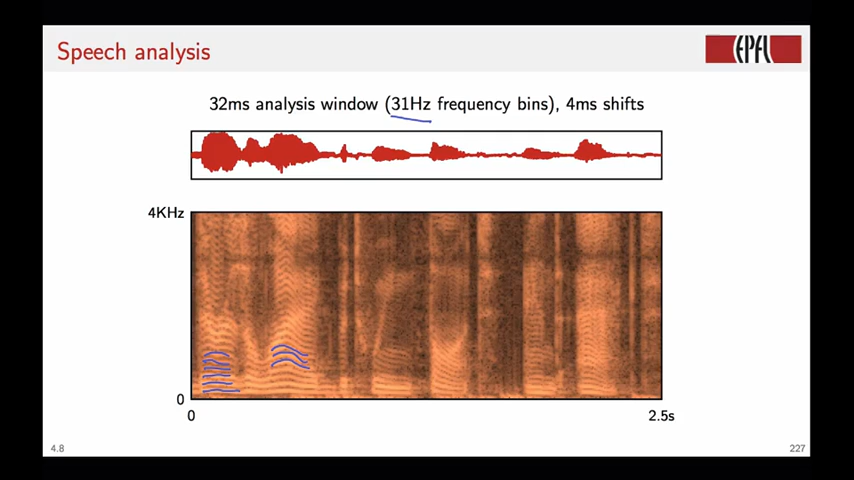 Speech analysis
EPFL
32ms analysis window (31Hz frequency bins), 4ms shifts
4KHz
0
0
2.5s
4.8
227